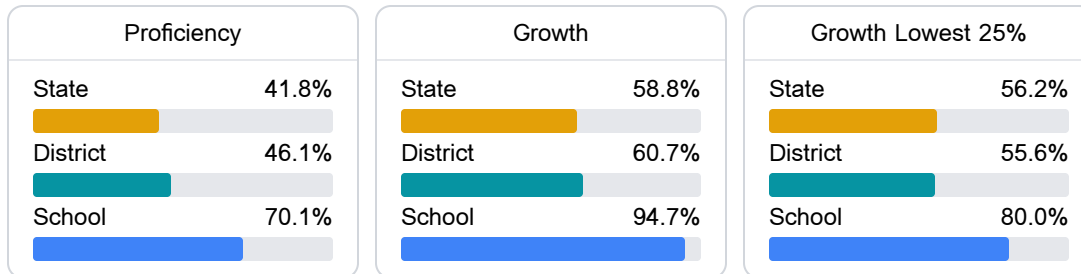 Proficiency
State 41.8%
District 46.1%
School 70.1%
Growth
State 58.8%
District 60.7%
School 94.7%
Growth Lowest 25%
State 56.2%
District 55.6%
School 80.0%